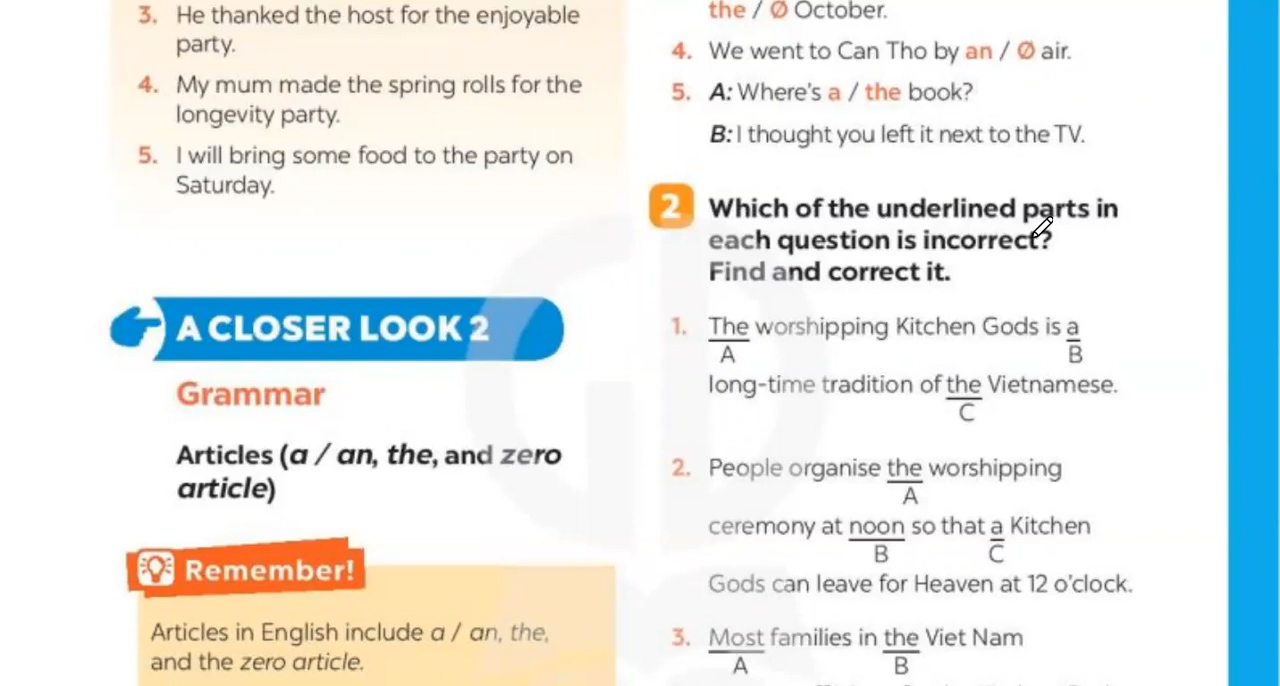 3. He thanked the host for the enjoyable
party.
4. My mum made the spring rolls for the
longevity party.
5. I will bring some food to the party on
Saturday.
A CLOSER LOOK 2
Grammar
Articles (a / an, the, and zero
article)
Remember!
Articles in English include a / an, the,
and the zero article.
the / Ø October.
4. We went to Can Tho by an / Ø air.
5. A: Where's a / the book?
B: I thought you left it next to the TV.
2 Which of the underlined parts in
each question is incorrect?
Find and correct it.
1. The worshipping Kitchen Gods is a
A B
long-time tradition of the Vietnamese.
C
2. People organise the worshipping
A
ceremony at noon so that a Kitchen
B C
Gods can leave for Heaven at 12 o'clock.
3. Most families in the Viet Nam
A B